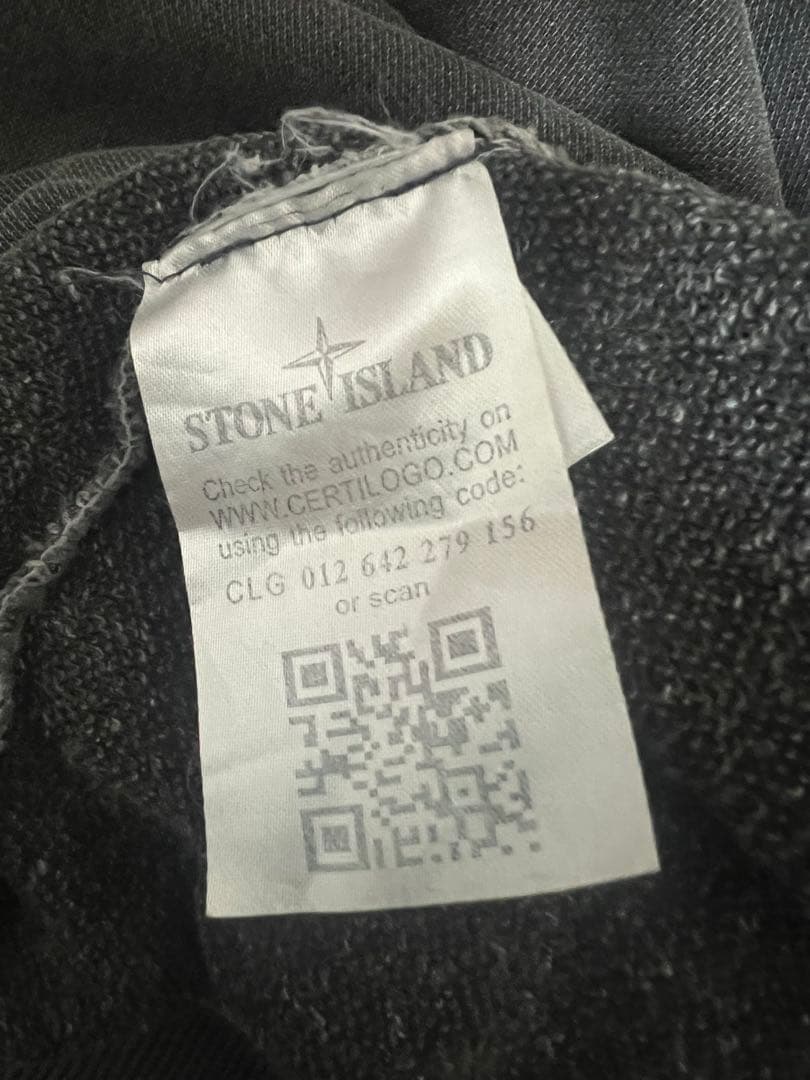 STONE ISLAND
Check the authenticity on
WWW.CERTILOGO.COM
using the following code:
CLG 012 642 279 156
or scan